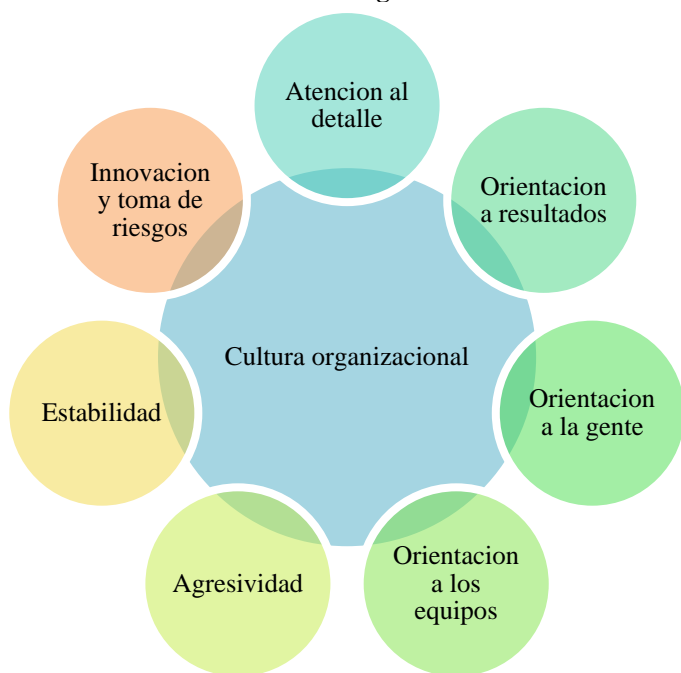 Atencion al
detalle
Orientacion
a resultados
Orientacion
a la gente
Orientacion
a los
equipos
Agresividad
Estabilidad
Innovacion
y toma de
riesgos
Cultura organizacional